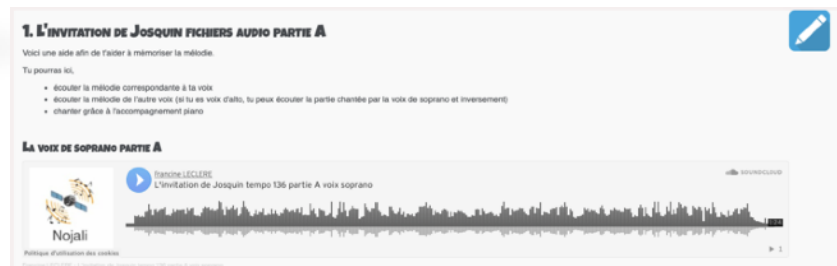 1. L'invitation de Josquin fichiers audio partie A
Voici une aide afin de t'aider à mémoriser la mélodie.
Tu pourras ici,
• écouter la mélodie correspondante à ta voix
• écouter la mélodie de l'autre voix (si tu es voix d'alto, tu peux écouter la partie chantée par la voix de soprano et inversement)
• chanter grâce à l'accompagnement piano
La voix de soprano partie A
francine LECLERE
SOUNDCLOUD
L'invitation de Josquin tempo 136 partie A voix soprano
Nojali
Politique d'utilisation des cookies
1